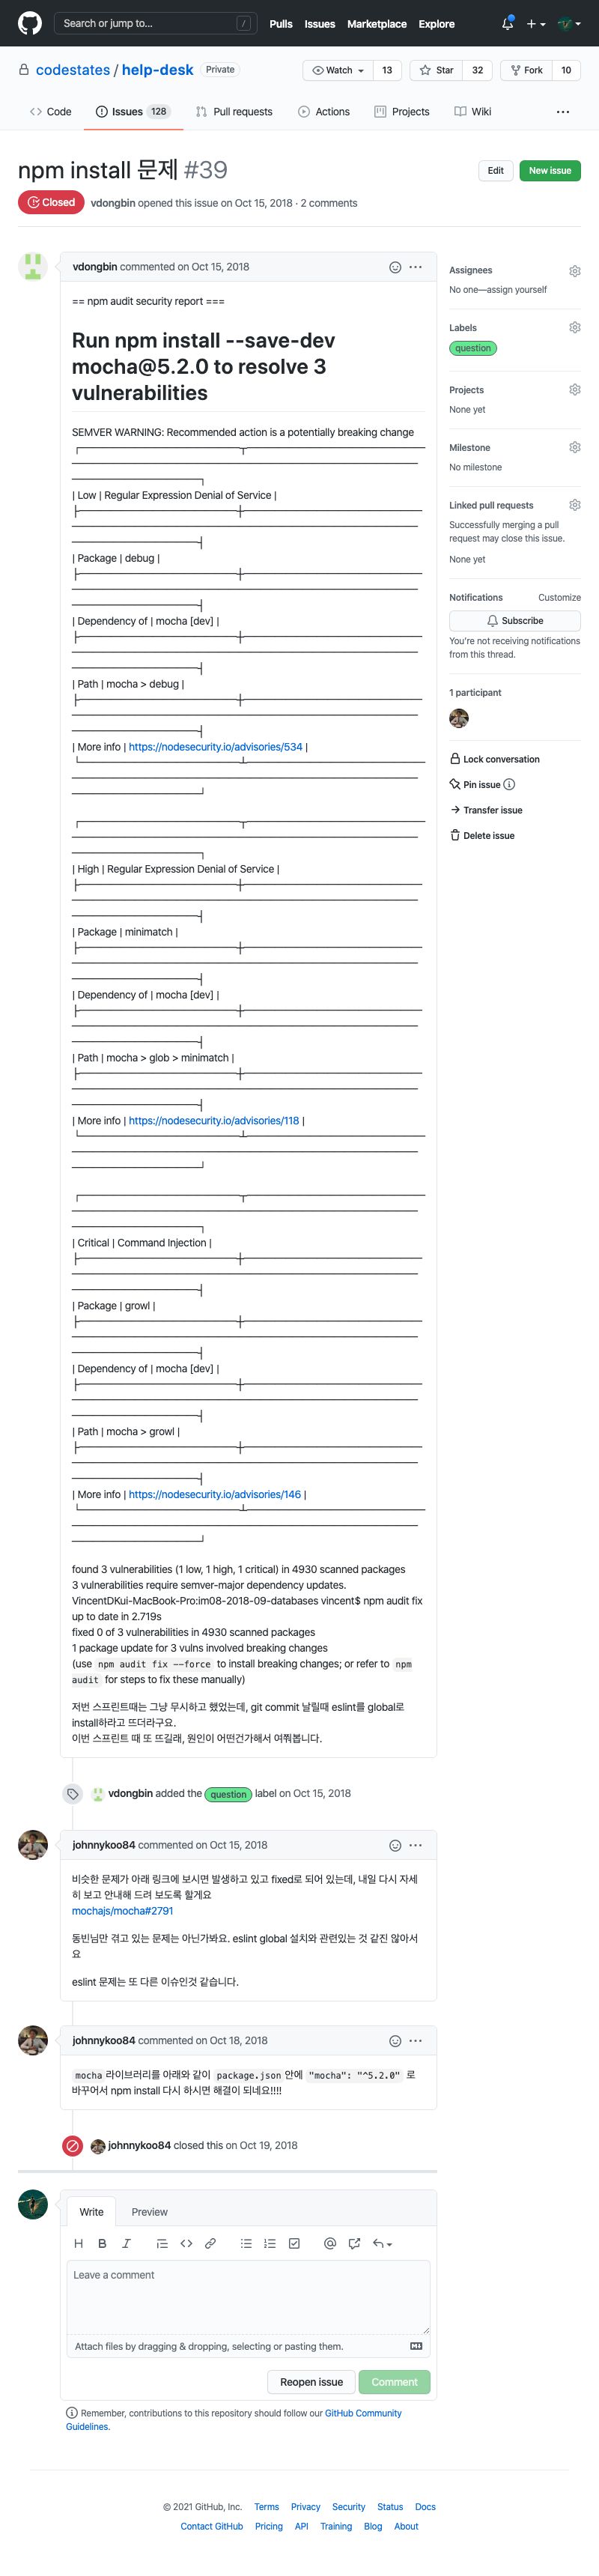 Search or jump to... /
Pulls Issues Marketplace Explore
codestates / help-desk Private
Watch 13 Star 32 Fork 10
Code Issues 128 Pull requests Actions Projects Wiki ...
npm install 문제 #39
Edit New issue
Closed vdongbin opened this issue on Oct 15, 2018 · 2 comments
vdongbin commented on Oct 15, 2018
== npm audit security report ===
Run npm install --save-dev
mocha@5.2.0 to resolve 3
vulnerabilities
SEMVER WARNING: Recommended action is a potentially breaking change
| Low | Regular Expression Denial of Service |
| Package | debug |
| Dependency of | mocha [dev] |
| Path | mocha > debug |
| More info | https://nodesecurity.io/advisories/534 |
| High | Regular Expression Denial of Service |
| Package | minimatch |
| Dependency of | mocha [dev] |
| Path | mocha > glob > minimatch |
| More info | https://nodesecurity.io/advisories/118 |
| Critical | Command Injection |
| Package | growl |
| Dependency of | mocha [dev] |
| Path | mocha > growl |
| More info | https://nodesecurity.io/advisories/146 |
found 3 vulnerabilities (1 low, 1 high, 1 critical) in 4930 scanned packages
3 vulnerabilities require semver-major dependency updates.
VincentDKui-MacBook-Pro:im08-2018-09-databases vincent$ npm audit fix
up to date in 2.719s
fixed 0 of 3 vulnerabilities in 4930 scanned packages
1 package update for 3 vulns involved breaking changes
(use npm audit fix --force to install breaking changes; or refer to npm
audit for steps to fix these manually)
저번 스프린트때는 그냥 무시하고 했었는데, git commit 날릴때 eslint를 global로
install하라고 뜨더라구요.
이번 스프린트 때 또 뜨길래, 원인이 어떤건가해서 여쭤봅니다.
Assignees
No one—assign yourself
Labels
question
Projects
None yet
Milestone
No milestone
Linked pull requests
Successfully merging a pull
request may close this issue.
None yet
Notifications Customize
Subscribe
You're not receiving notifications
from this thread.
1 participant
Lock conversation
Pin issue
Transfer issue
Delete issue
vdongbin added the question label on Oct 15, 2018
johnnykoo84 commented on Oct 15, 2018
비슷한 문제가 아래 링크에 보시면 발생하고 있고 fixed로 되어 있는데, 내일 다시 자세
히 보고 안내해 드려 보도록 할게요
mochajs/mocha#2791
동빈님만 겪고 있는 문제는 아닌가봐요. eslint global 설치와 관련있는 것 같진 않아서
요
eslint 문제는 또 다른 이슈인것 같습니다.
johnnykoo84 commented on Oct 18, 2018
mocha 라이브러리를 아래와 같이 package.json 안에 "mocha": "^5.2.0" 로
바꾸어서 npm install 다시 하시면 해결이 되네요!!!!
johnnykoo84 closed this on Oct 19, 2018
Write Preview
Leave a comment
Attach files by dragging & dropping, selecting or pasting them.
Reopen issue Comment
Remember, contributions to this repository should follow our GitHub Community
Guidelines.
© 2021 GitHub, Inc. Terms Privacy Security Status Docs
Contact GitHub Pricing API Training Blog About